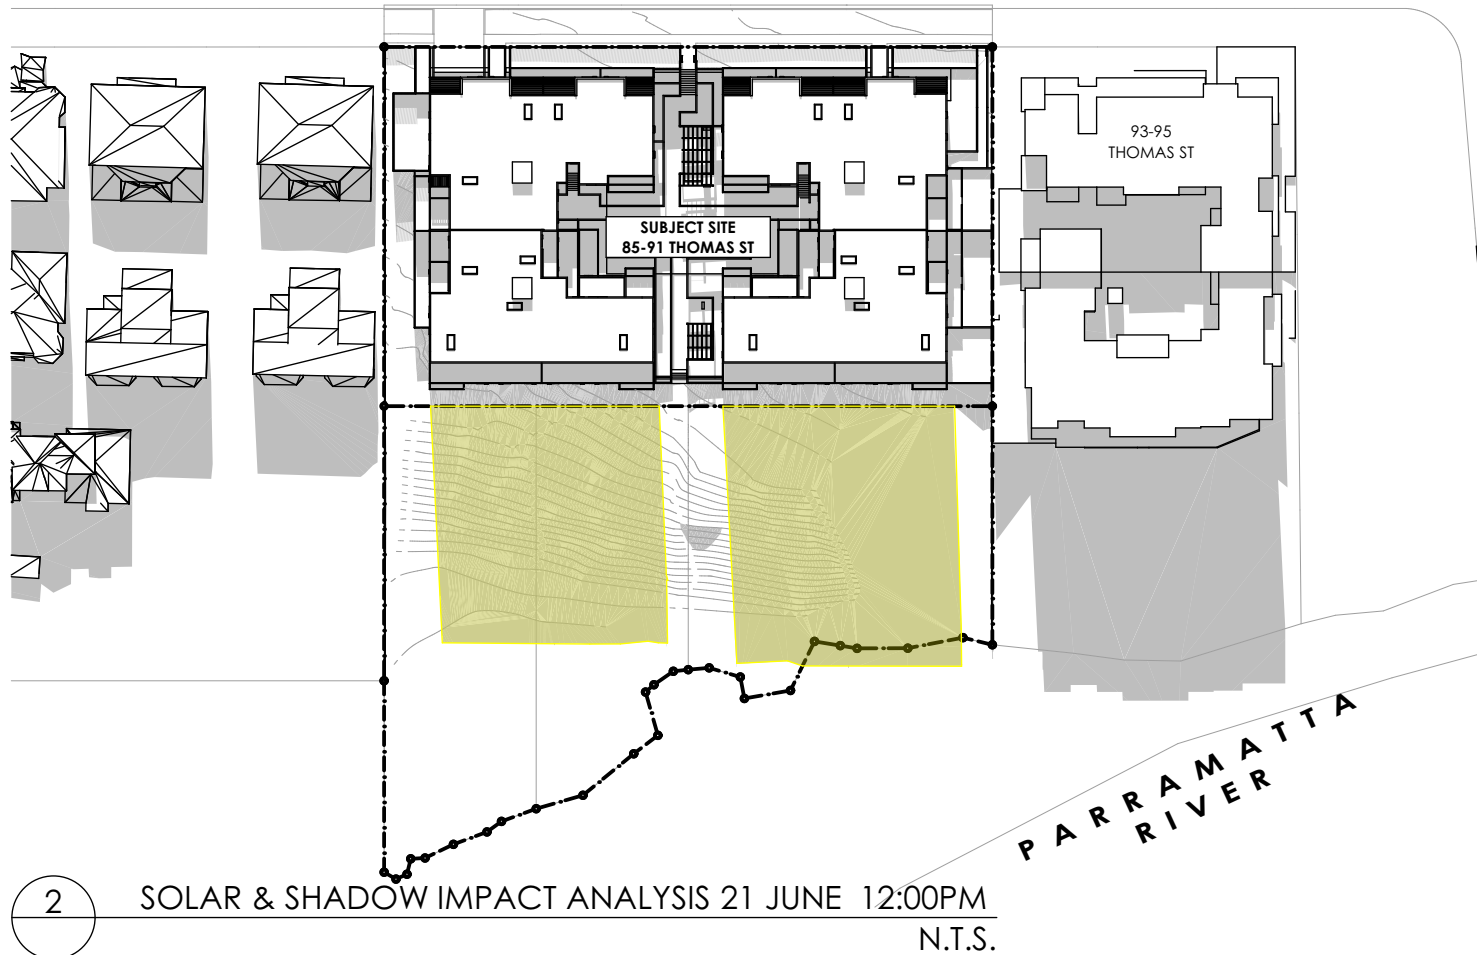 93-95
THOMAS ST
SUBJECT SITE
85-91 THOMAS ST
PARRAMATTA
RIVER
2
SOLAR & SHADOW IMPACT ANALYSIS 21 JUNE 12:00PM
N.T.S.